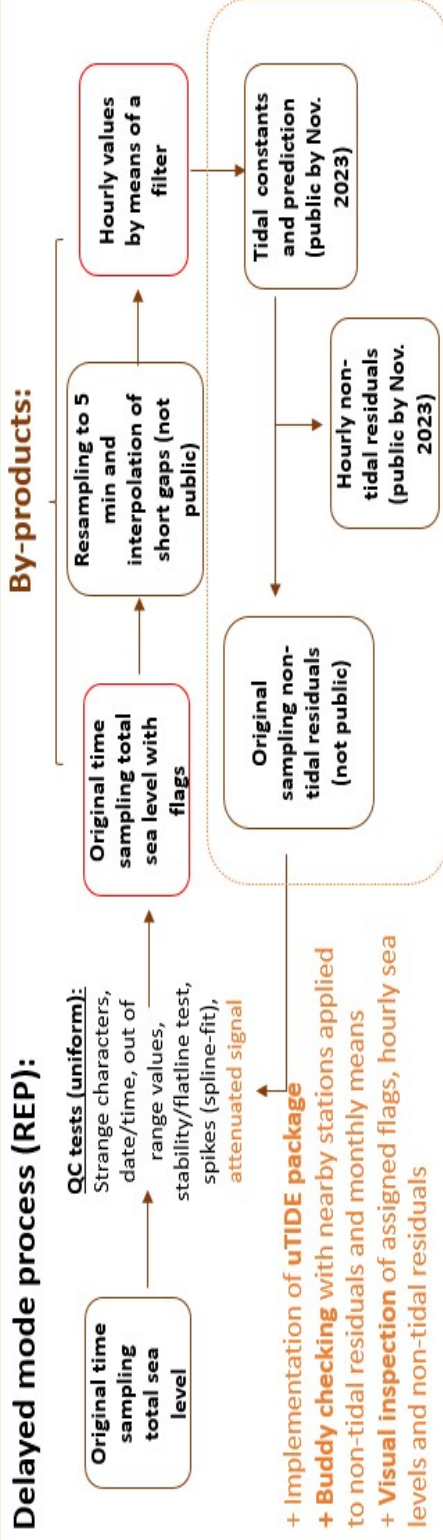 Delayed mode process (REP):
By-products:
Original time
sampling
total sea
level
QC tests (uniform):
Strange characters,
date/time, out of
range values,
stability/flatline test,
spikes (spline-fit),
attenuated signal
Original time
sampling total
sea level with
flags
Resampling to 5
min and
interpolation of
short gaps (not
public)
Hourly values
by means of a
filter
Tidal constants
and prediction
(public by Nov.
2023)
Hourly non-
tidal residuals
(public by Nov.
2023)
Original
sampling non-
tidal residuals
(not public)
+ Implementation of uTIDE package
+ Buddy checking with nearby stations applied
to non-tidal residuals and monthly means
+ Visual inspection of assigned flags, hourly sea
levels and non-tidal residuals